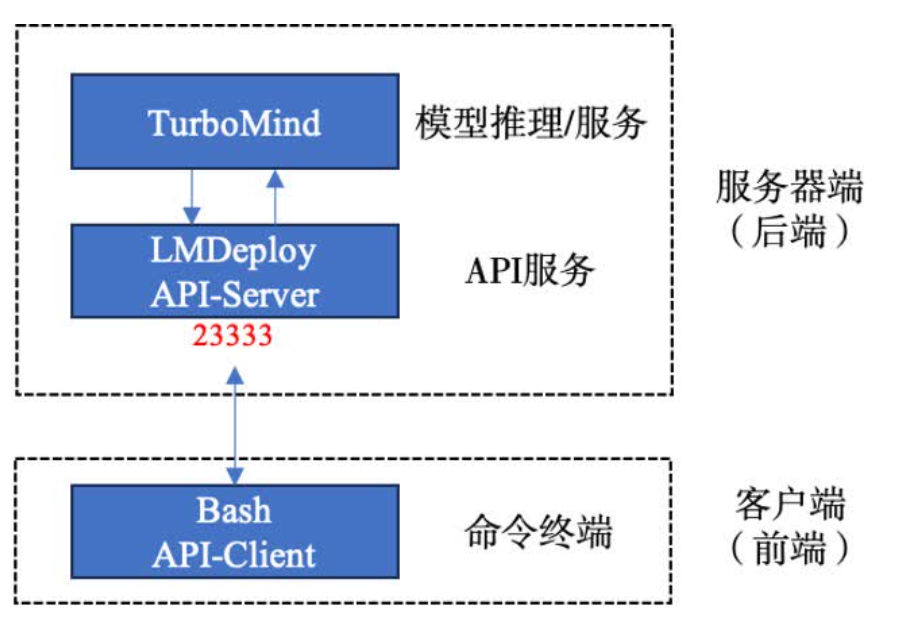 TurboMind
模型推理/服务
LMDeploy
API-Server
API服务
23333
服务器端
（后端）
Bash
API-Client
命令终端
客户端
（前端）